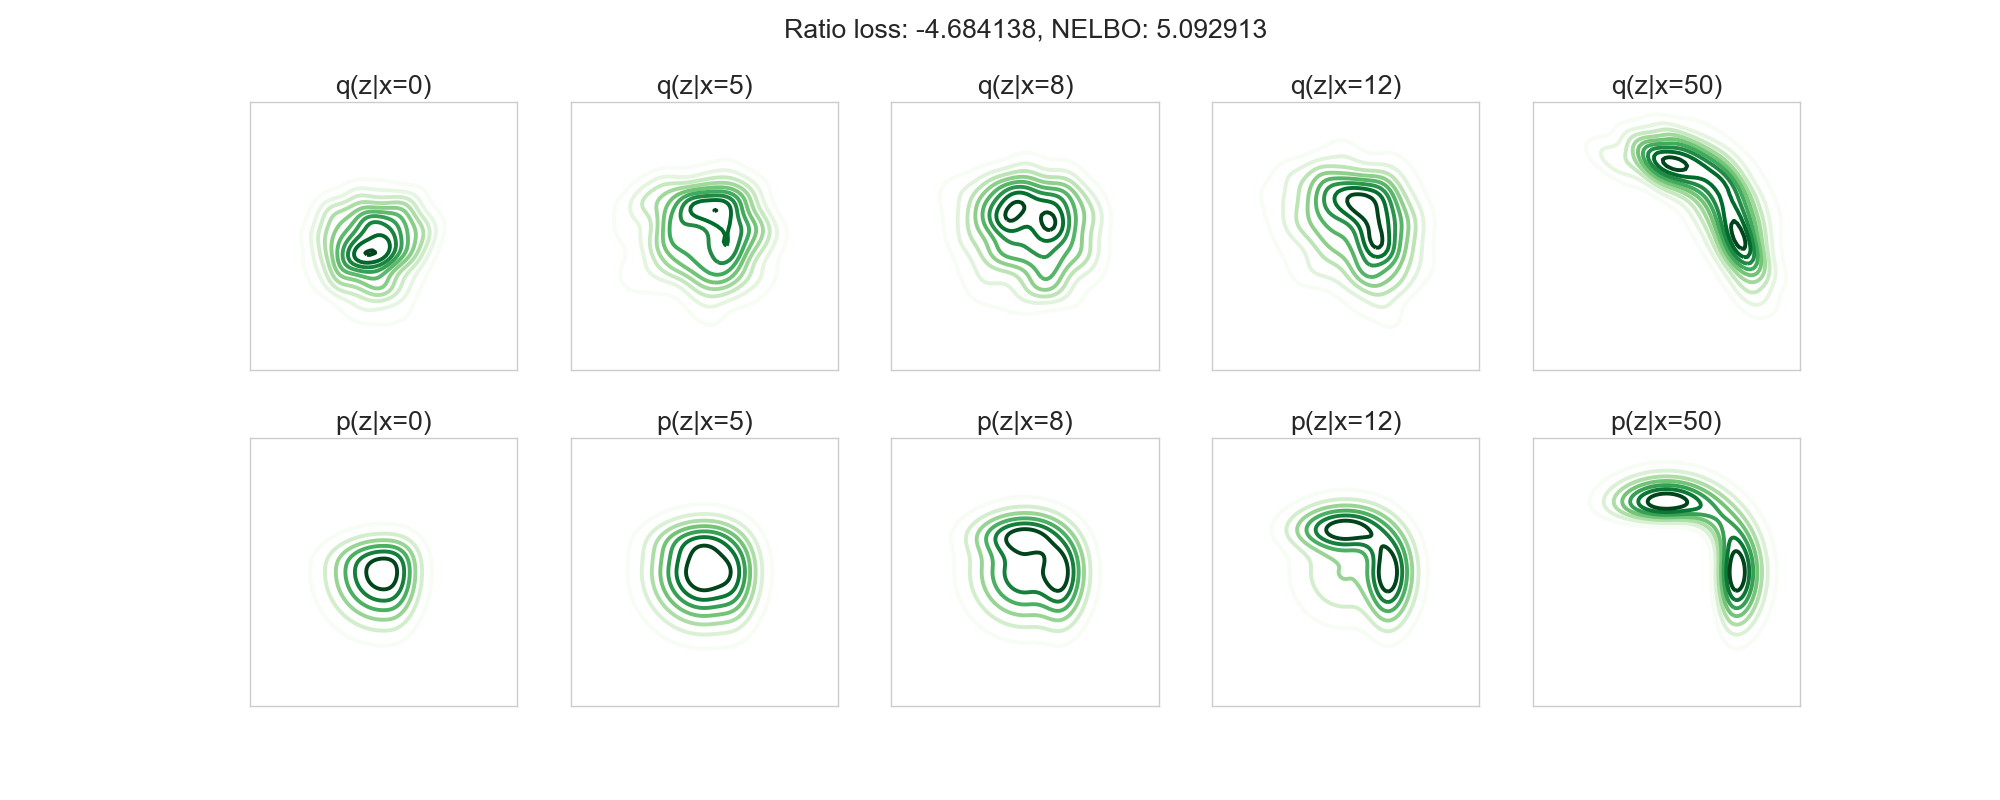 Ratio loss: -4.684138, NELBO: 5.092913
q(z|x=0) q(z|x=5) q(z|x=8) q(z|x=12) q(z|x=50)
p(z|x=0) p(z|x=5) p(z|x=8) p(z|x=12) p(z|x=50)